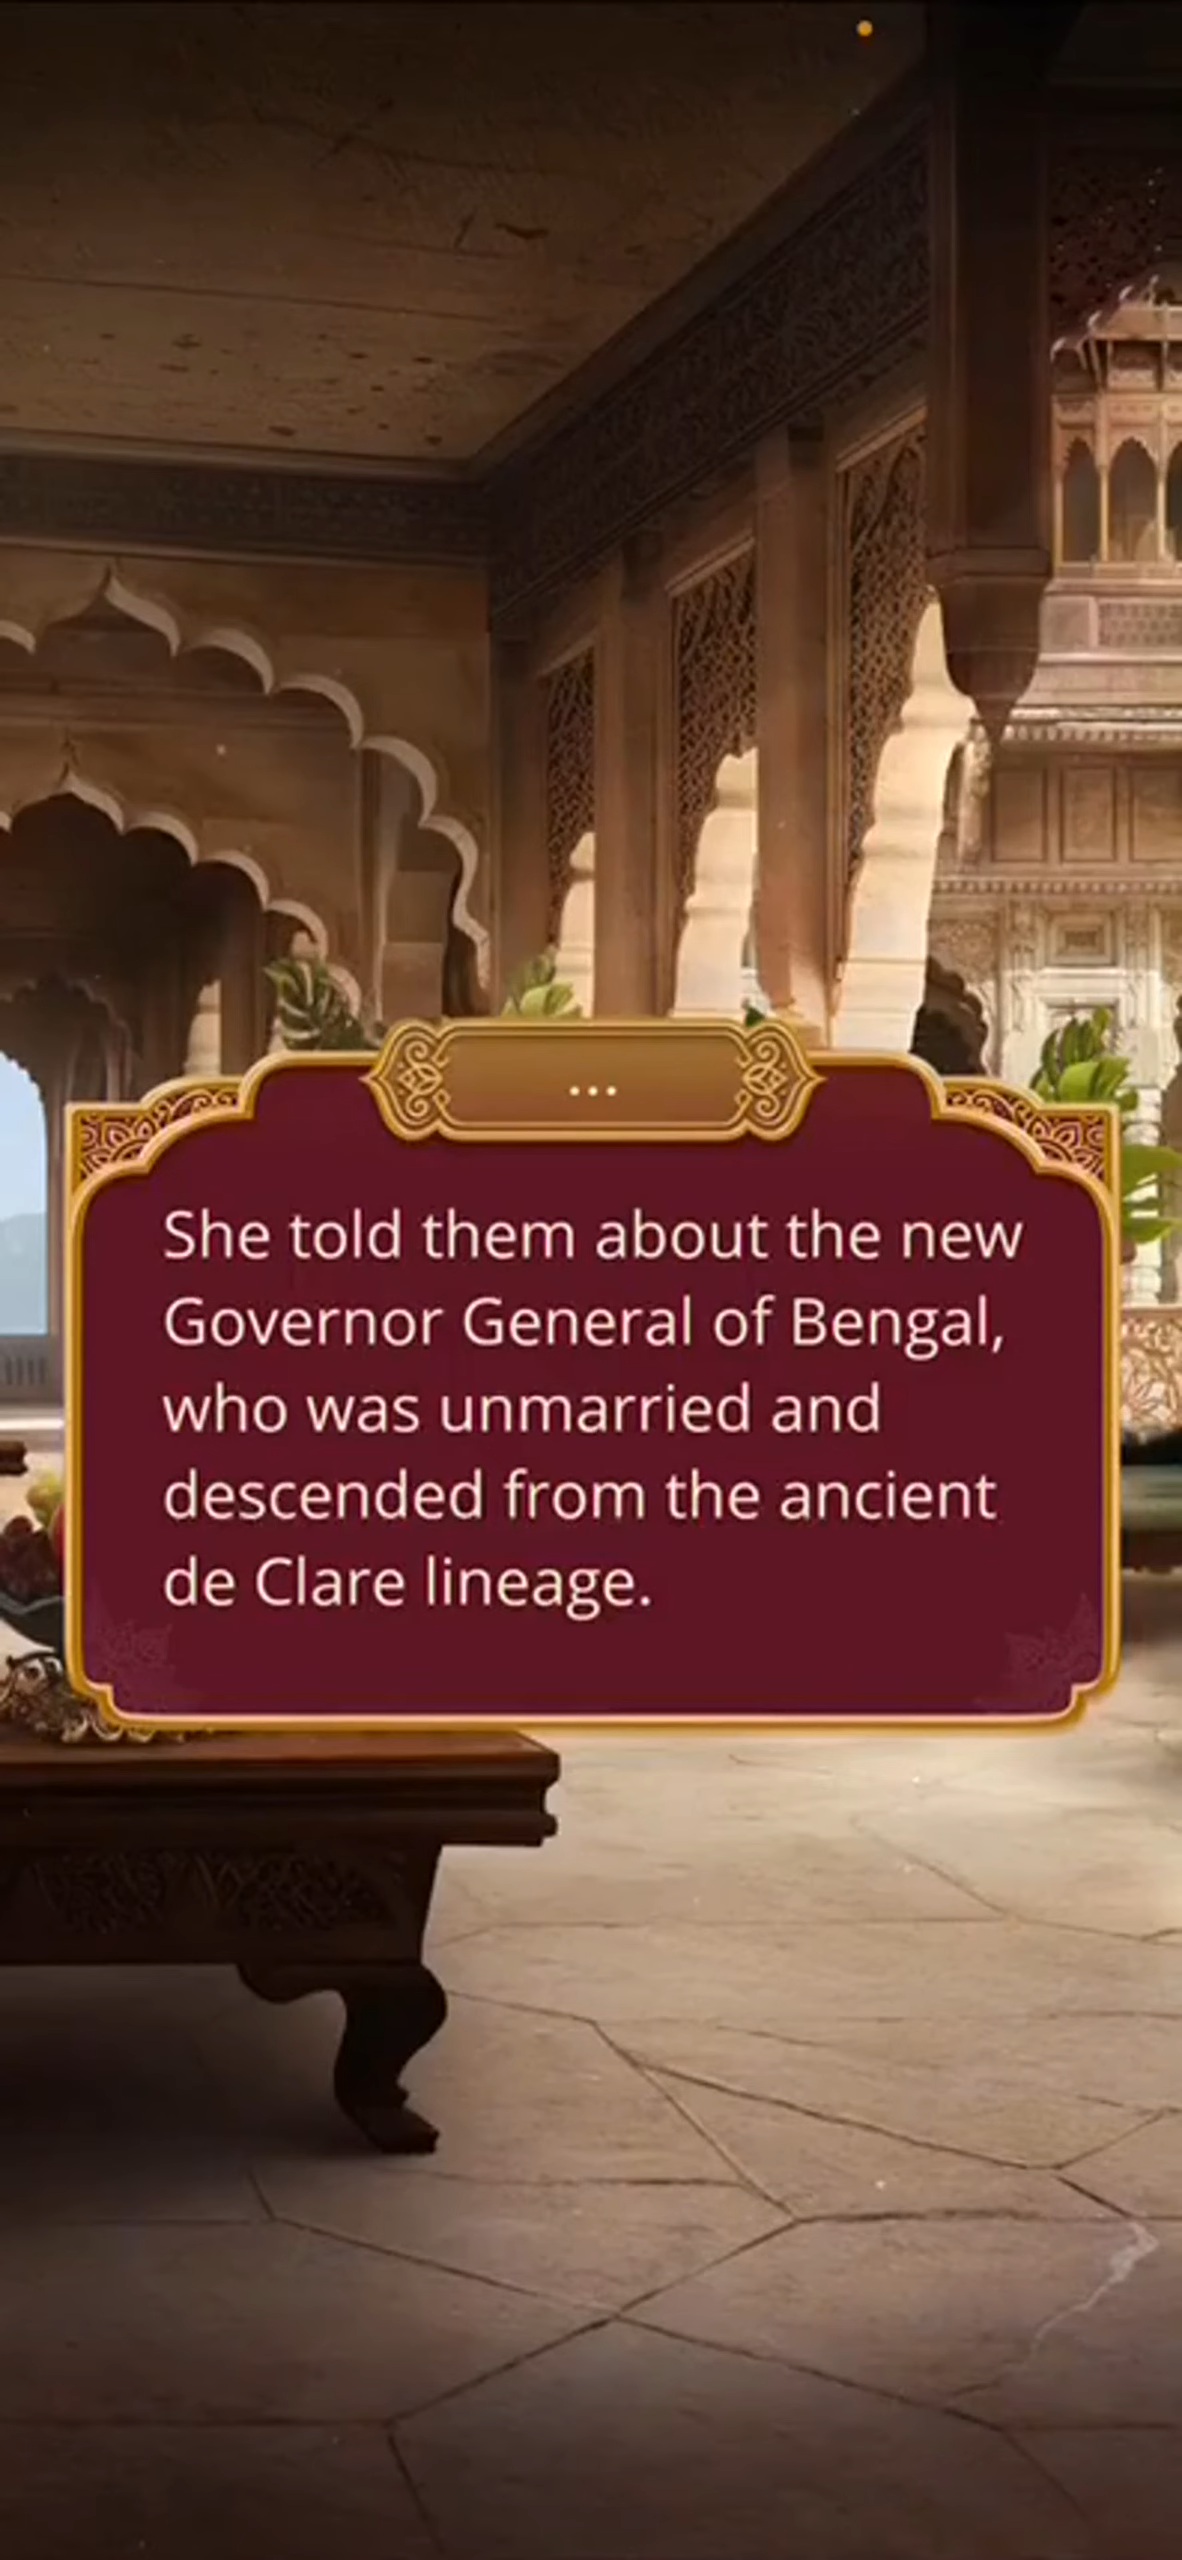 ...
She told them about the new
Governor General of Bengal,
who was unmarried and
descended from the ancient
de Clare lineage.